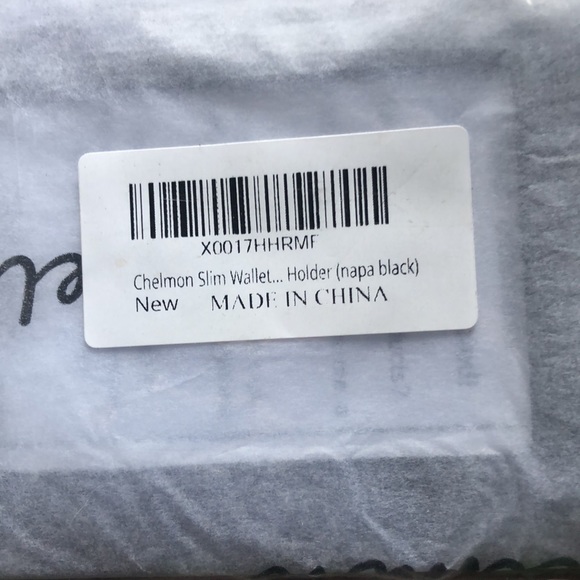 X0017HHRMF
Chelmon Slim Wallet... Holder (napa black)
New MADE IN CHINA